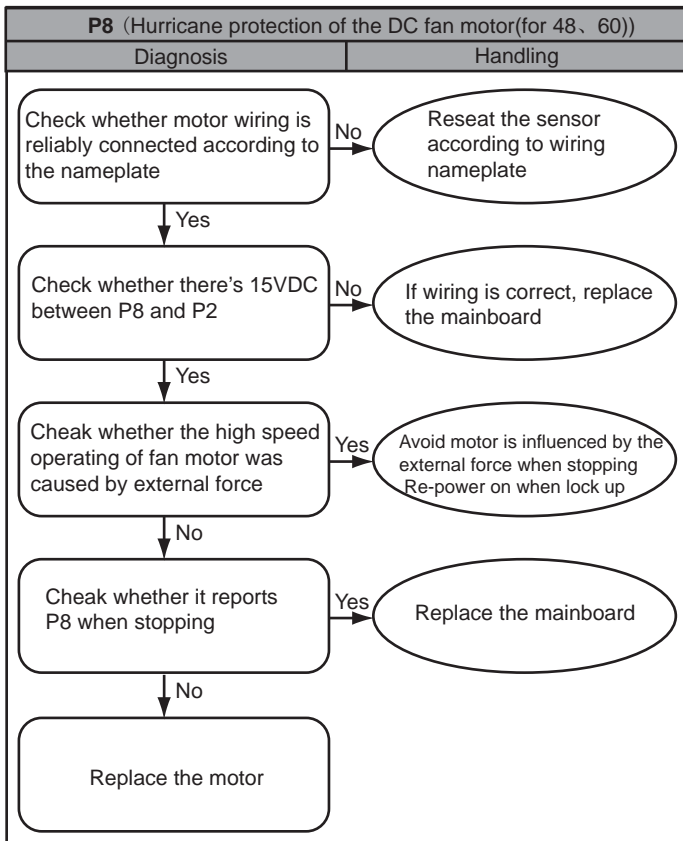 P8（Hurricane protection of the DC fan motor(for 48、60))
Diagnosis
Handling
Check whether motor wiring is
reliably connected according to
the nameplate
No
Reseat the sensor
according to wiring
nameplate
Yes
Check whether there's 15VDC
between P8 and P2
No
If wiring is correct, replace
the mainboard
Yes
Cheak whether the high speed
operating of fan motor was
caused by external force
Yes
Avoid motor is influenced by the
external force when stopping
Re-power on when lock up
No
Cheak whether it reports
P8 when stopping
Yes
Replace the mainboard
No
Replace the motor